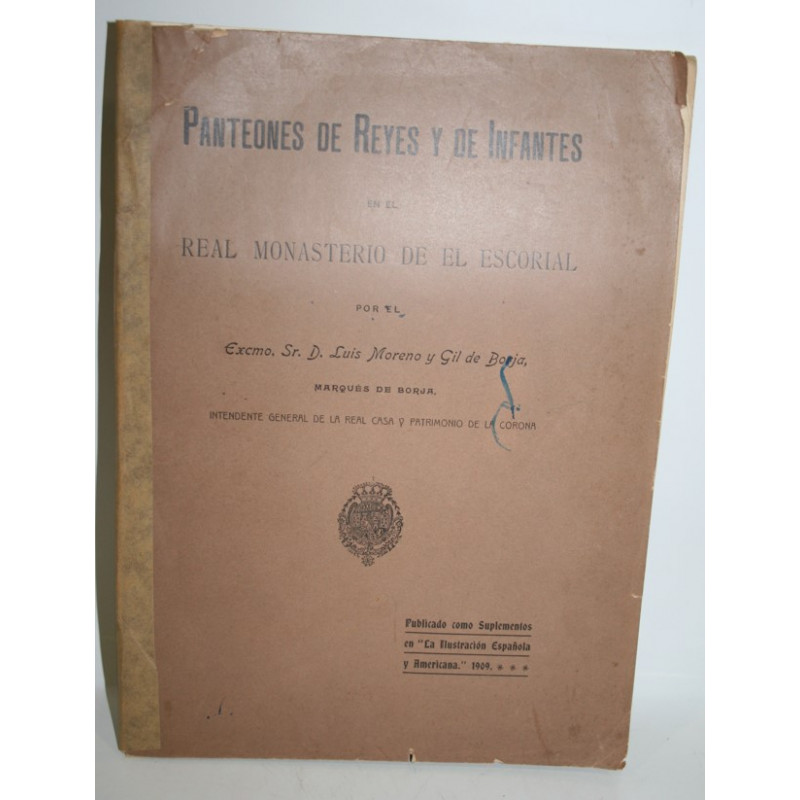 PANTEONES DE REYES Y DE INFANTES
EN EL
REAL MONASTERIO DE EL ESCORIAL
POR EL
Excmo. Sr. D. Luis Moreno y Gil de Borja,
MARQUÉS DE BORJA,
INTENDENTE GENERAL DE LA REAL CASA Y PATRIMONIO DE LA CORONA
Publicado como Suplementos
en "La Ilustración Española
y Americana." 1909. * * *